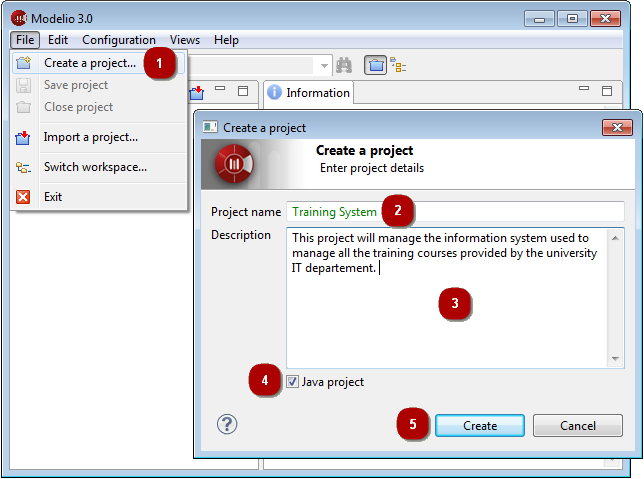 Modelio 3.0
File Edit Configuration Views Help
Create a project... 1
Save project
Close project
Import a project...
Switch workspace...
Exit
Information
Create a project
Create a project
Enter project details
Project name Training System 2
Description This project will manage the information system used to
manage all the training courses provided by the university
IT departement.
3
4 Java project
5 Create Cancel